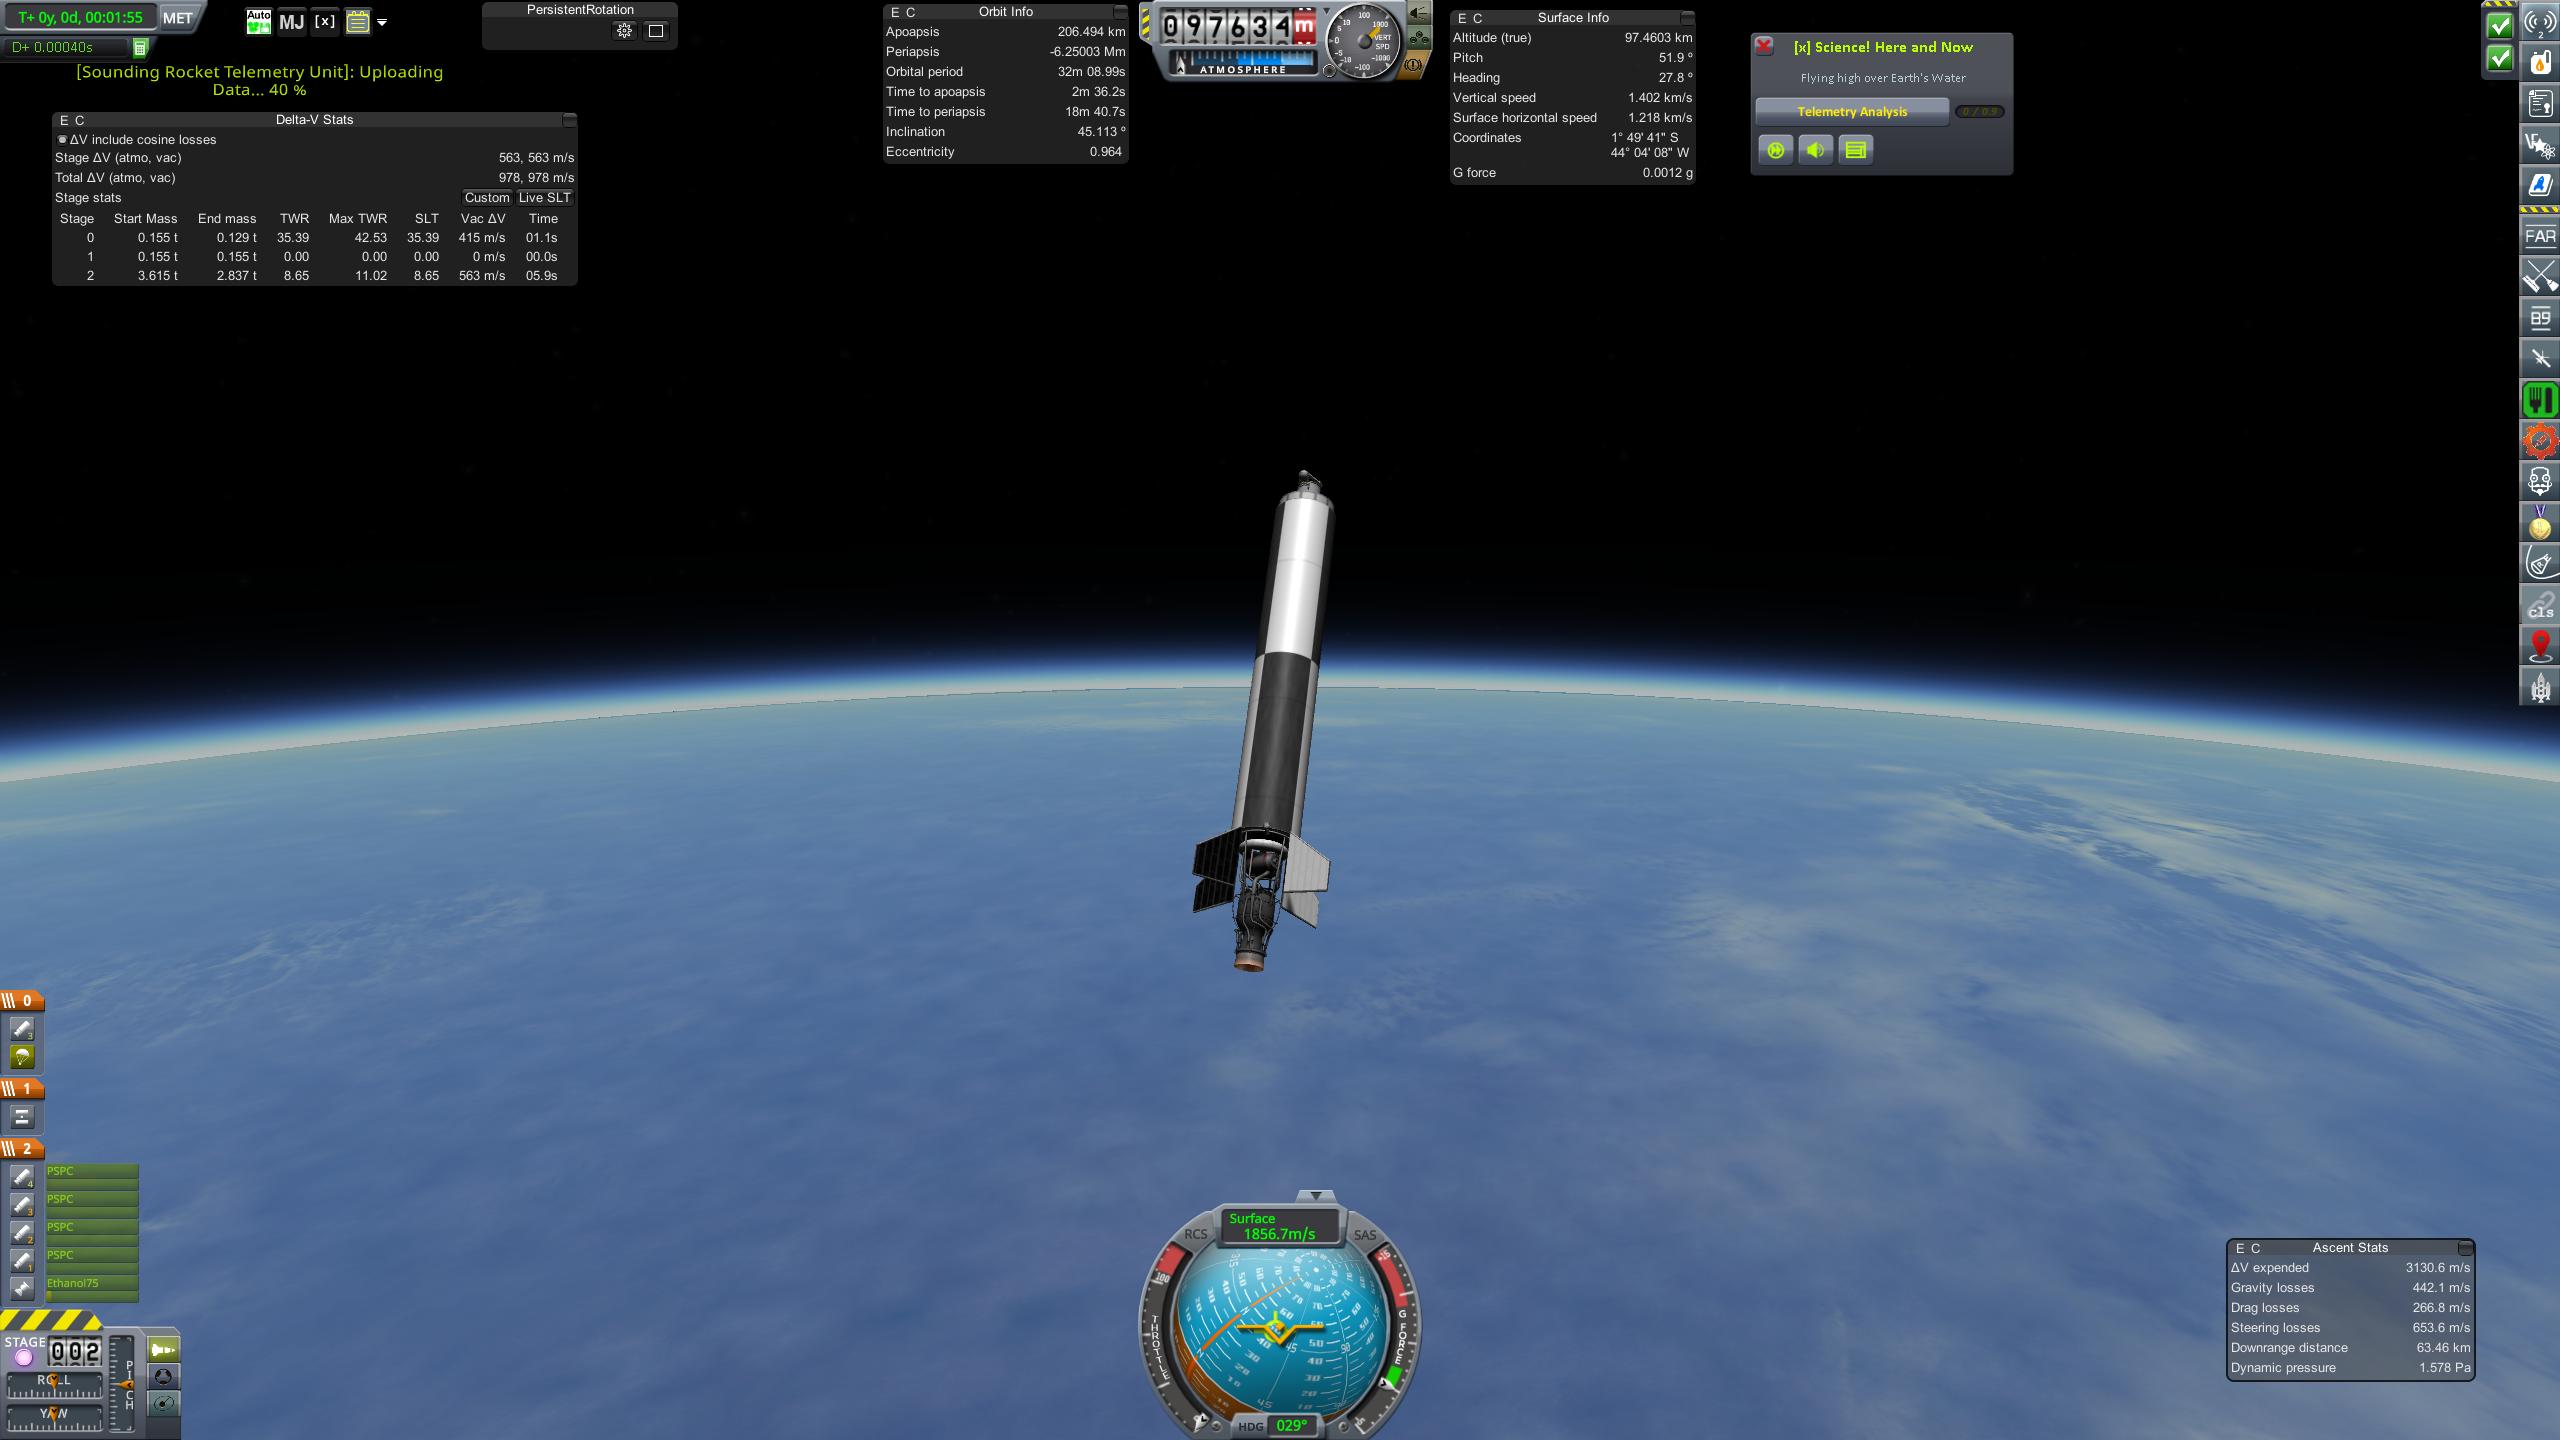 T+ 0y, 0d, 00:01:55 MET
D+ 0.00040s
Auto MJ [x]
[Sounding Rocket Telemetry Unit]: Uploading
Data... 40 %
PersistentRotation
E C Delta-V Stats
ΔV include cosine losses
Stage ΔV (atmo, vac) 563, 563 m/s
Total ΔV (atmo, vac) 978, 978 m/s
Stage stats Custom Live SLT
Stage Start Mass End mass TWR Max TWR SLT Vac ΔV Time
0 0.155 t 0.129 t 35.39 42.53 35.39 415 m/s 01.1s
1 0.155 t 0.155 t 0.00 0.00 0.00 0 m/s 00.0s
2 3.615 t 2.837 t 8.65 11.02 8.65 563 m/s 05.9s
E C Orbit Info
Apoapsis 206.494 km
Periapsis -6.25003 Mm
Orbital period 32m 08.99s
Time to apoapsis 2m 36.2s
Time to periapsis 18m 40.7s
Inclination 45.113 º
Eccentricity 0.964
097634m
ATMOSPHERE
VERT
SPD
E C Surface Info
Altitude (true) 97.4603 km
Pitch 51.9 º
Heading 27.8 º
Vertical speed 1.402 km/s
Surface horizontal speed 1.218 km/s
Coordinates 1° 49' 41" S
44° 04' 08" W
G force 0.0012 g
[x] Science! Here and Now
Flying high over Earth's Water
Telemetry Analysis 0 / 0.9
FAR
B9
cls
0
3
1
2
4 PSPC
3 PSPC
2 PSPC
1 PSPC
Ethanol75
STAGE 002
PITCH
ROLL
YAW
Surface
1856.7m/s
RCS SAS
THROTTLE
G FORCE
HDG 029°
E C Ascent Stats
ΔV expended 3130.6 m/s
Gravity losses 442.1 m/s
Drag losses 266.8 m/s
Steering losses 653.6 m/s
Downrange distance 63.46 km
Dynamic pressure 1.578 Pa